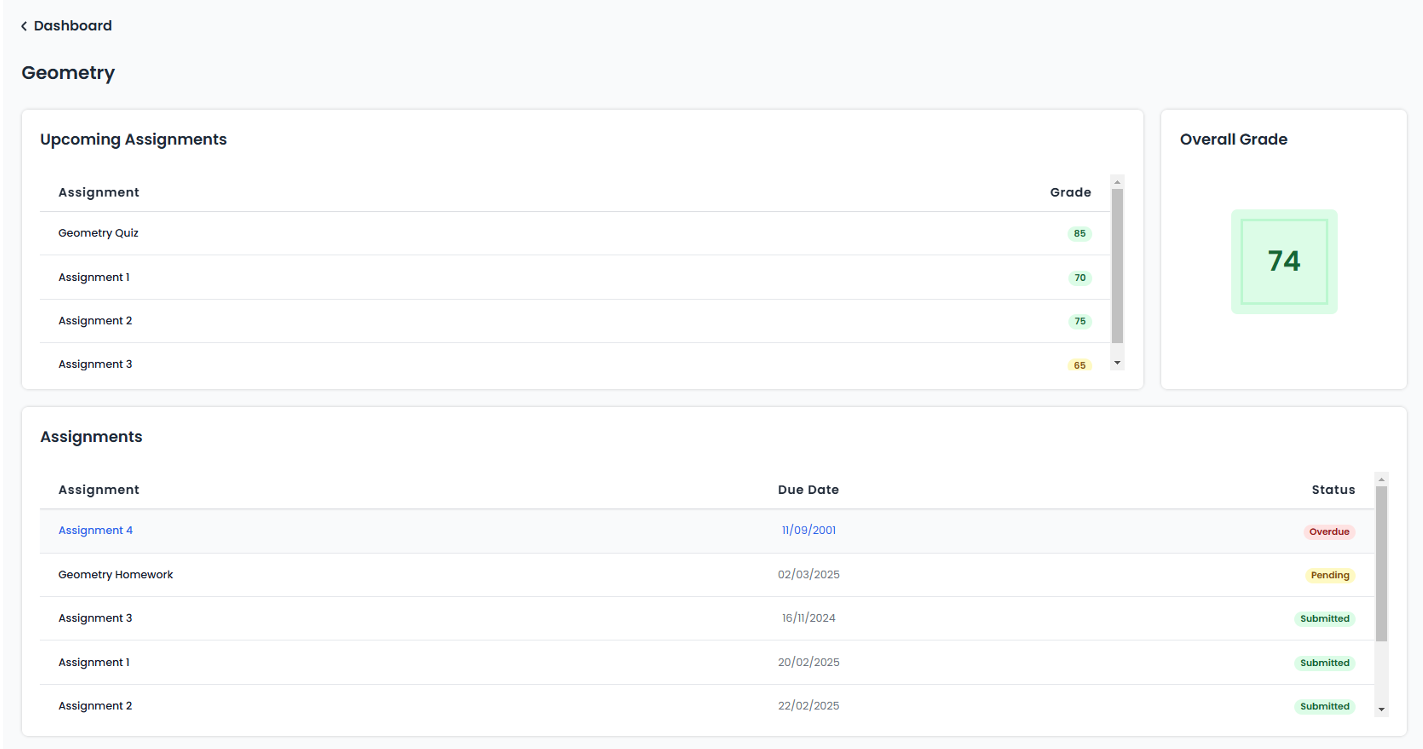 Dashboard
Geometry
Upcoming Assignments
Assignment Grade
Geometry Quiz 85
Assignment 1 70
Assignment 2 75
Assignment 3 65
Overall Grade
74
Assignments
Assignment Due Date Status
Assignment 4 11/09/2001 Overdue
Geometry Homework 02/03/2025 Pending
Assignment 3 16/11/2024 Submitted
Assignment 1 20/02/2025 Submitted
Assignment 2 22/02/2025 Submitted